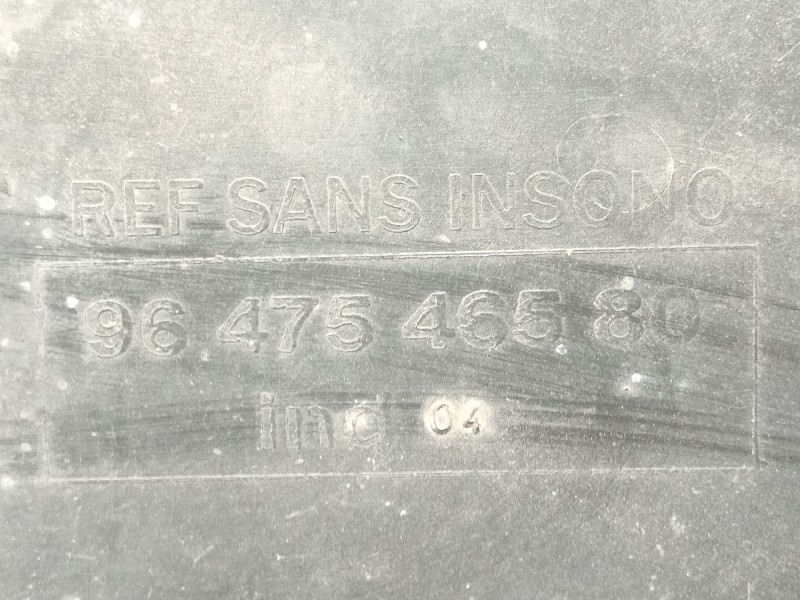 REF SANS INSONO
96 475 465 80
ind 04